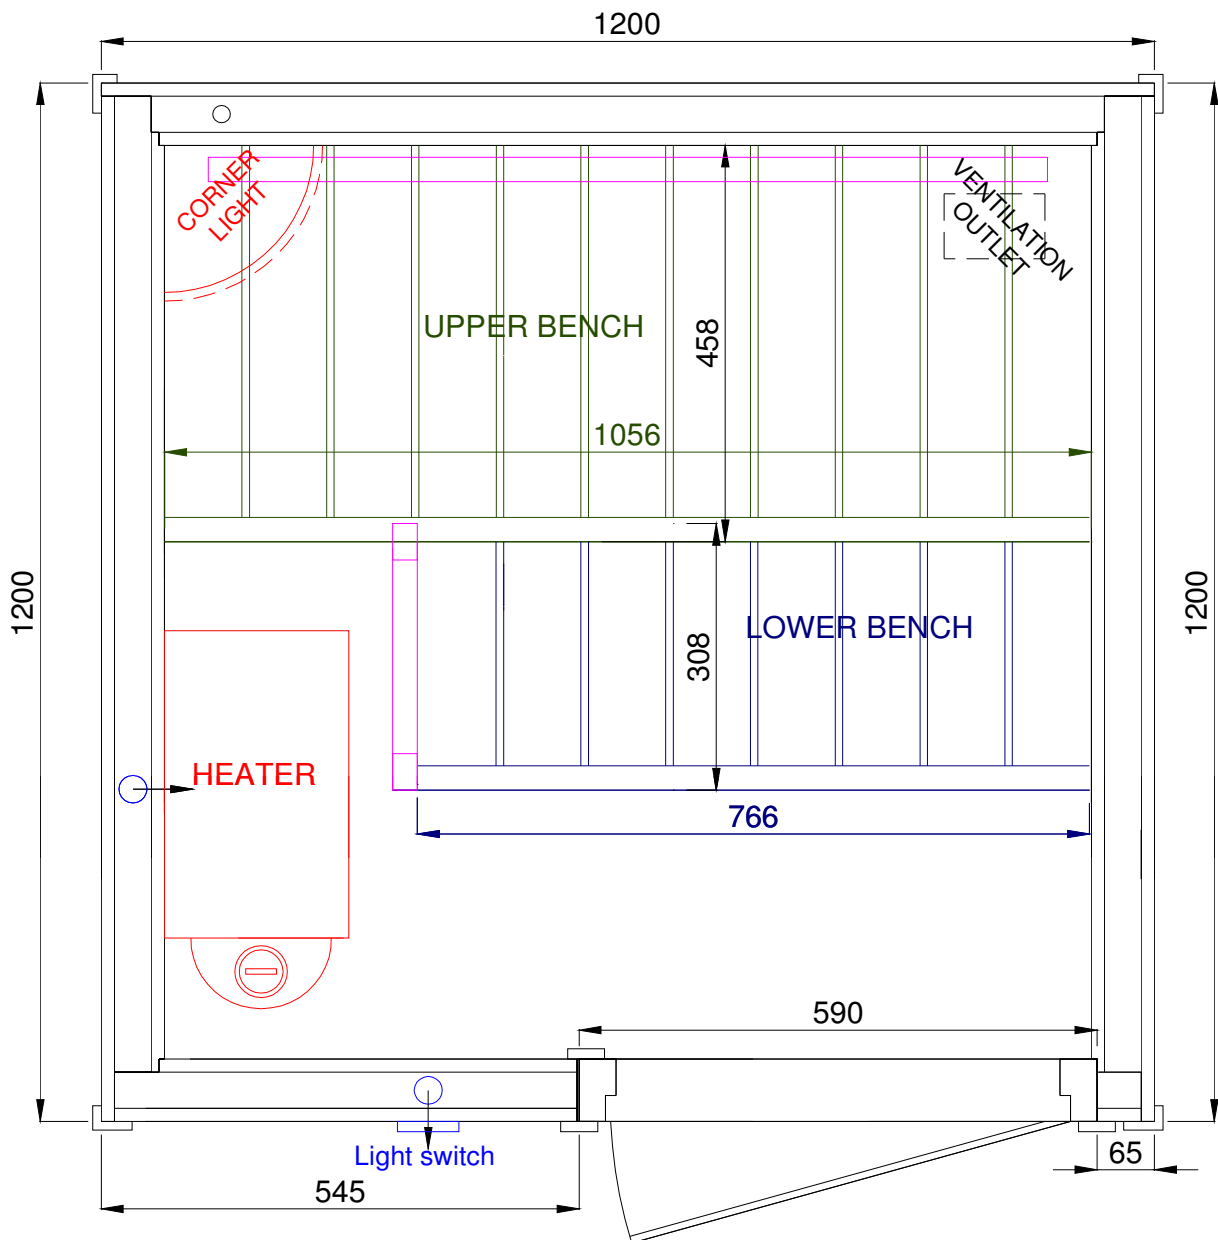 1200
CORNER
LIGHT
VENTILATION
OUTLET
UPPER BENCH
458
1056
1200
1200
LOWER BENCH
308
HEATER
766
590
Light switch
65
545